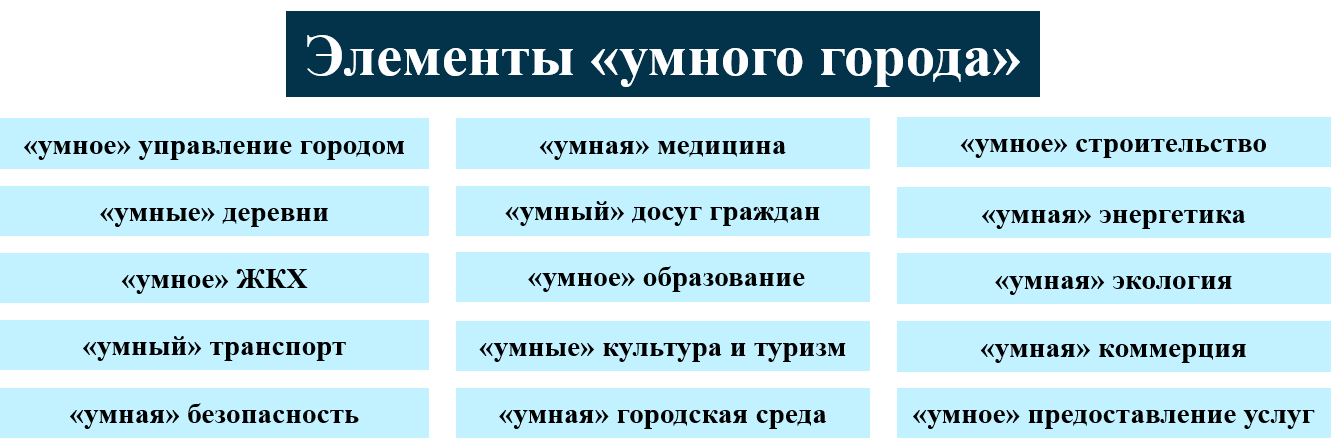 Элементы «умного города»
«умное» управление городом
«умные» деревни
«умное» ЖКХ
«умный» транспорт
«умная» безопасность
«умная» медицина
«умный» досуг граждан
«умное» образование
«умные» культура и туризм
«умная» городская среда
«умное» строительство
«умная» энергетика
«умная» экология
«умная» коммерция
«умное» предоставление услуг